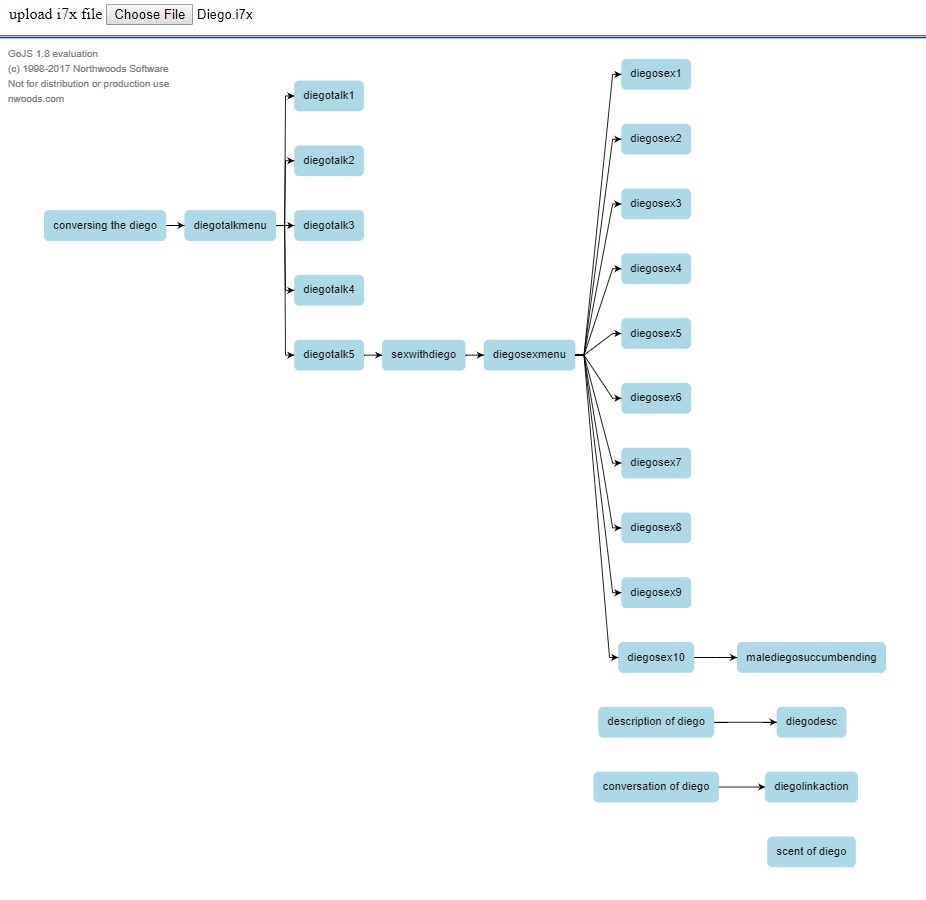 upload i7x file Choose File Diego.i7x
GoJS 1.8 evaluation
(c) 1998-2017 Northwoods Software
Not for distribution or production use
nwoods.com
conversing the diego
diegotalkmenu
diegotalk1
diegotalk2
diegotalk3
diegotalk4
diegotalk5
sexwithdiego
diegosexmenu
diegosex1
diegosex2
diegosex3
diegosex4
diegosex5
diegosex6
diegosex7
diegosex8
diegosex9
diegosex10
malediegosuccumbending
description of diego
diegodesc
conversation of diego
diegolinkaction
scent of diego